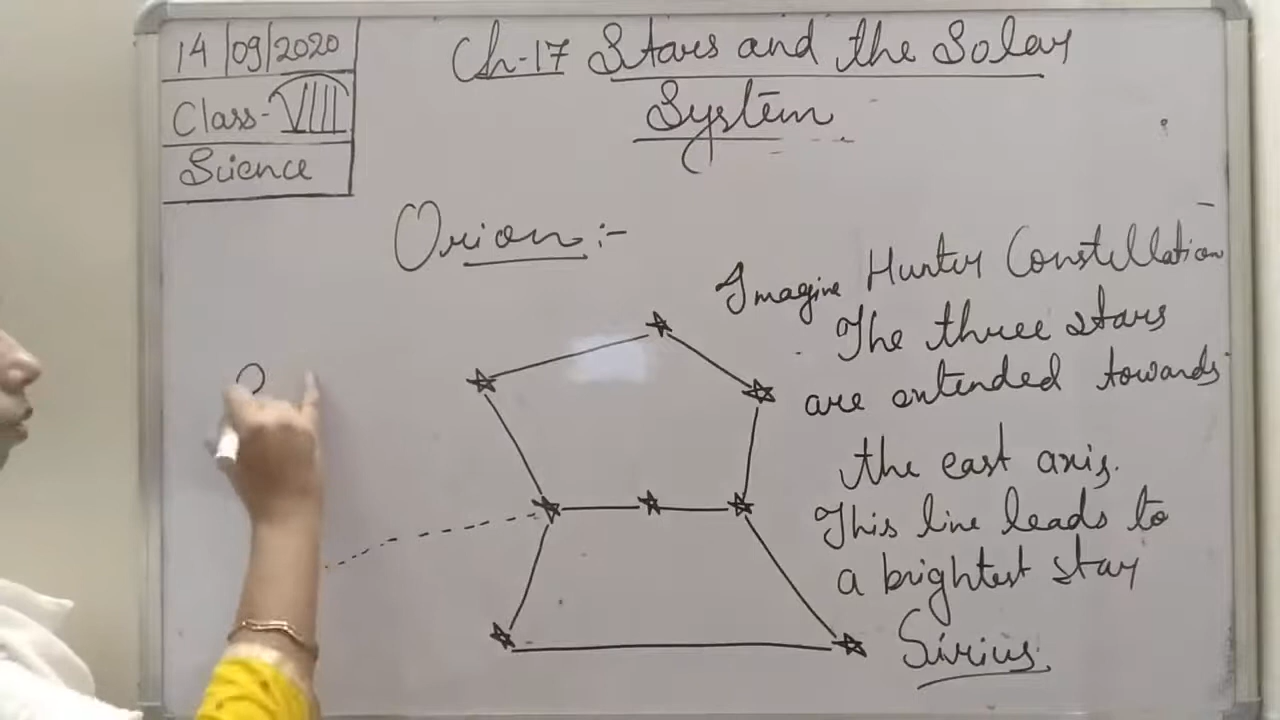 14/09/2020
Class-VIII
Science
Ch-17 Stars and the Solar
System
Orion:-
Imagine Hunter Constellation
The three stars
are extended towards
the east axis.
This line leads to
a brightest star
Sirius.